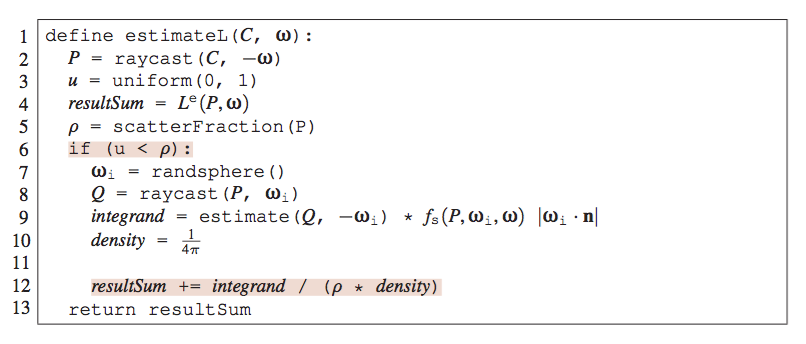 1 define estimateL(C, ω):
2 P = raycast(C, −ω)
3 u = uniform(0, 1)
4 resultSum = Lᵉ(P, ω)
5 ρ = scatterFraction(P)
6 if (u < ρ):
7 ωᵢ = randsphere()
8 Q = raycast(P, ωᵢ)
9 integrand = estimate(Q, −ωᵢ) * fₛ(P, ωᵢ, ω) |ωᵢ · n|
10 density = 1/4π
11
12 resultSum += integrand / (ρ * density)
13 return resultSum